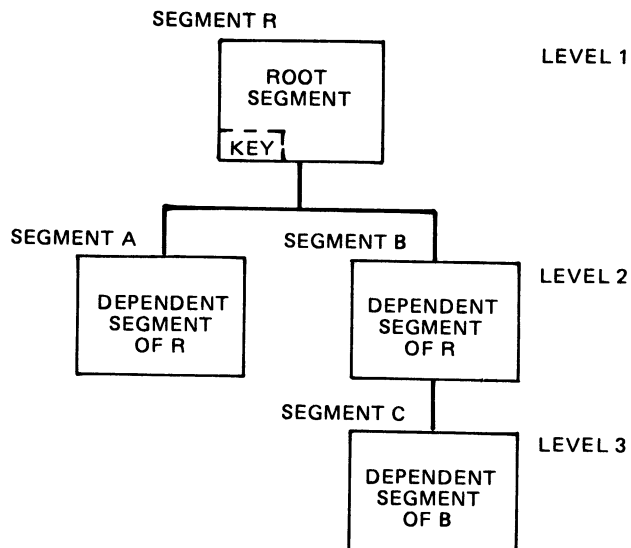 SEGMENT R
LEVEL 1
ROOT
SEGMENT
KEY
SEGMENT A
SEGMENT B
LEVEL 2
DEPENDENT
SEGMENT
OF R
DEPENDENT
SEGMENT
OF R
SEGMENT C
LEVEL 3
DEPENDENT
SEGMENT
OF B